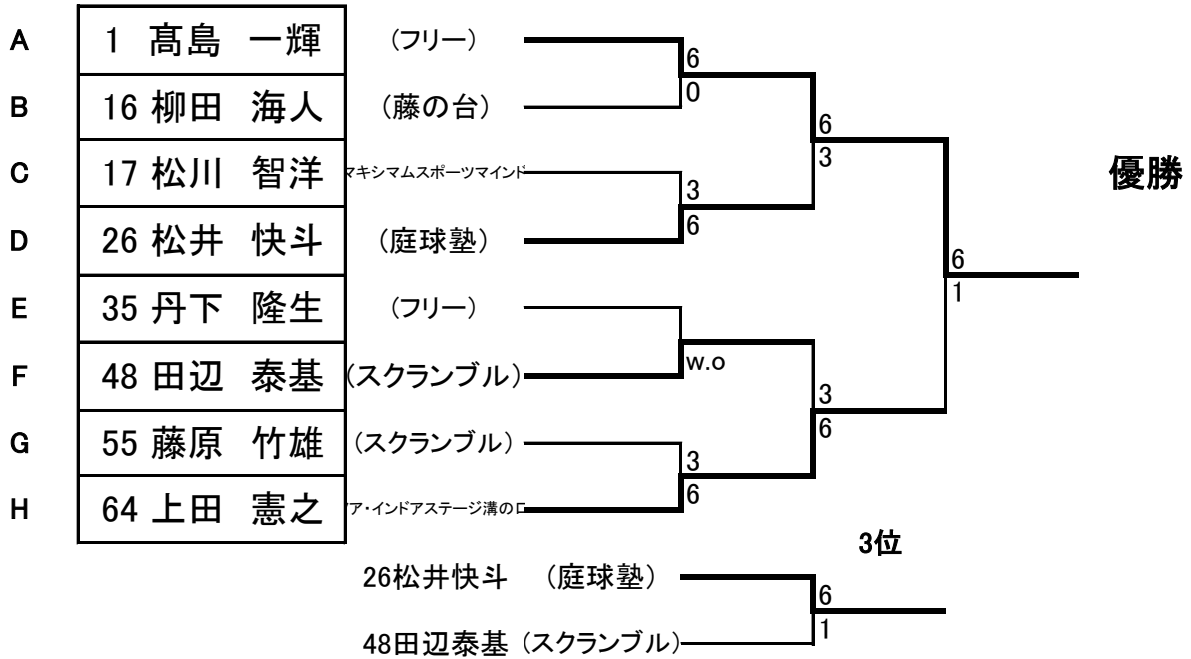 A 1 髙島 一輝 (フリー)
6
0
B 16 柳田 海人 (藤の台)
6
3
C 17 松川 智洋 マキシマムスポーツマインド
3
6
D 26 松井 快斗 (庭球塾)
優勝
6
1
E 35 丹下 隆生 (フリー)
w.o
F 48 田辺 泰基 (スクランブル)
3
6
G 55 藤原 竹雄 (スクランブル)
3
6
H 64 上田 憲之 ア・インドアステージ溝の口
3位
26松井快斗 (庭球塾)
6
1
48田辺泰基 (スクランブル)